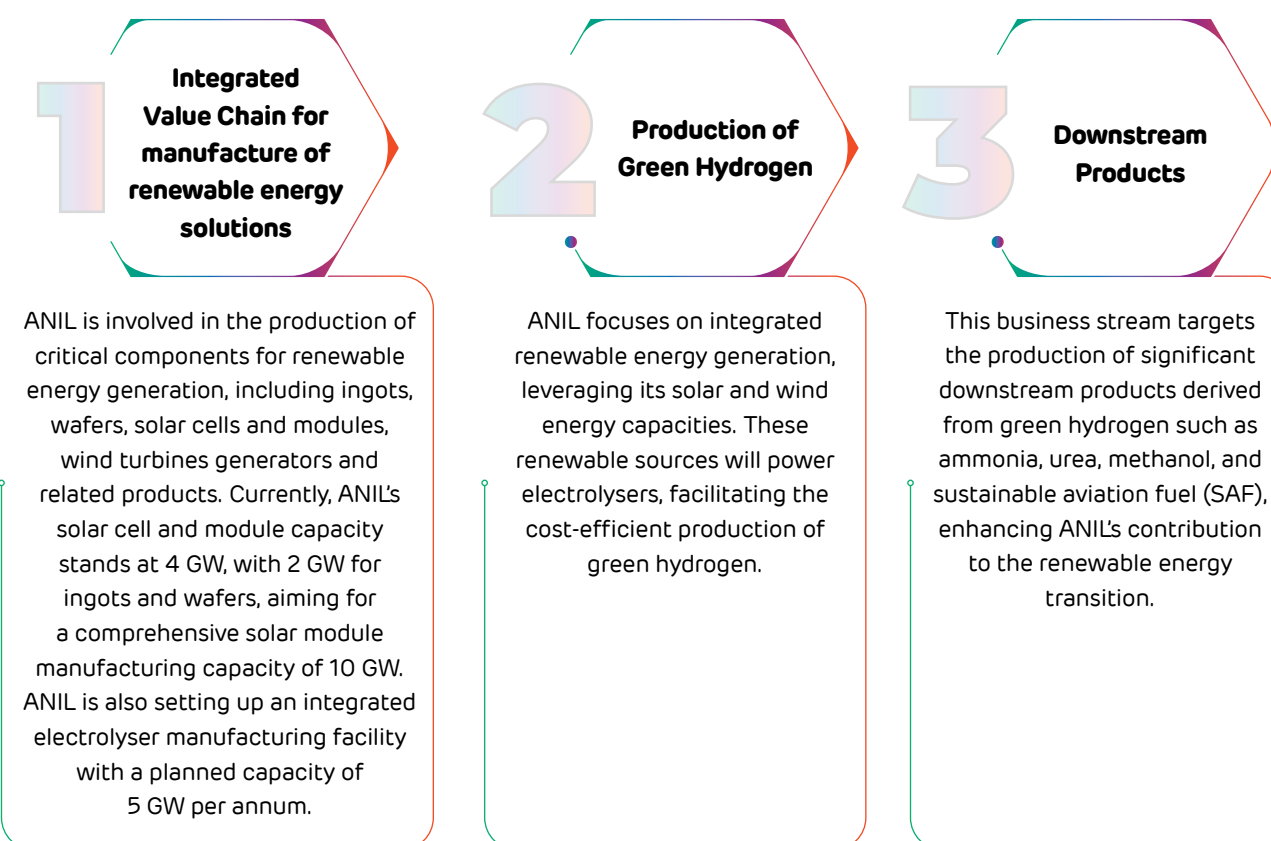 1
Integrated
Value Chain for
manufacture of
renewable energy
solutions
ANIL is involved in the production of
critical components for renewable
energy generation, including ingots,
wafers, solar cells and modules,
wind turbines generators and
related products. Currently, ANIL's
solar cell and module capacity
stands at 4 GW, with 2 GW for
ingots and wafers, aiming for
a comprehensive solar module
manufacturing capacity of 10 GW.
ANIL is also setting up an integrated
electrolyser manufacturing facility
with a planned capacity of
5 GW per annum.
2
Production of
Green Hydrogen
ANIL focuses on integrated
renewable energy generation,
leveraging its solar and wind
energy capacities. These
renewable sources will power
electrolysers, facilitating the
cost-efficient production of
green hydrogen.
3
Downstream
Products
This business stream targets
the production of significant
downstream products derived
from green hydrogen such as
ammonia, urea, methanol, and
sustainable aviation fuel (SAF),
enhancing ANIL's contribution
to the renewable energy
transition.